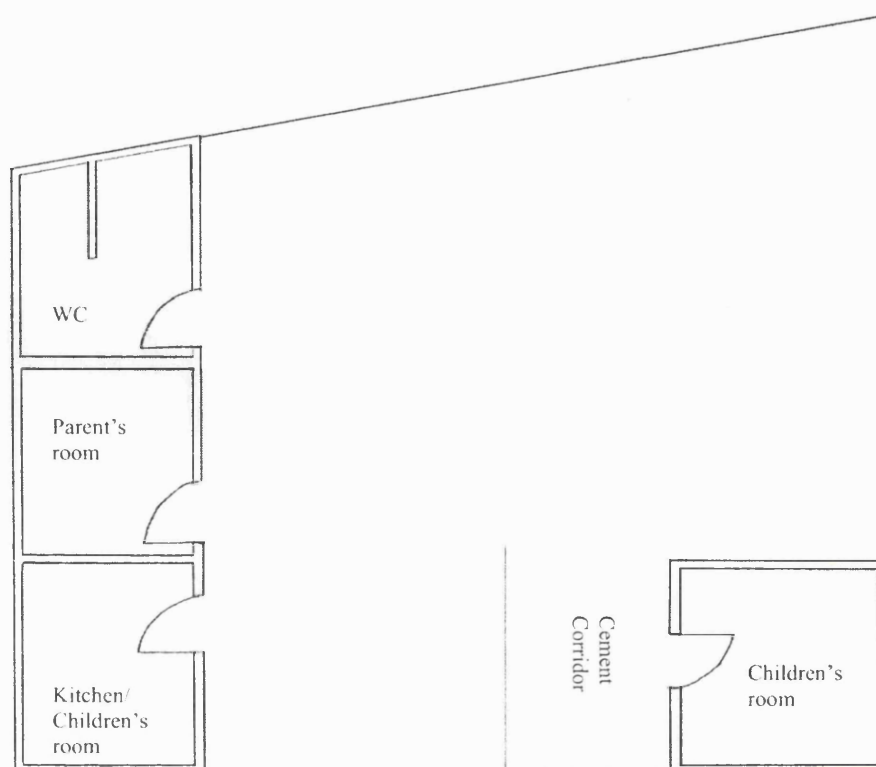 WC
Parent's
room
Kitchen/
Children's
room
Cement
Corridor
Children's
room